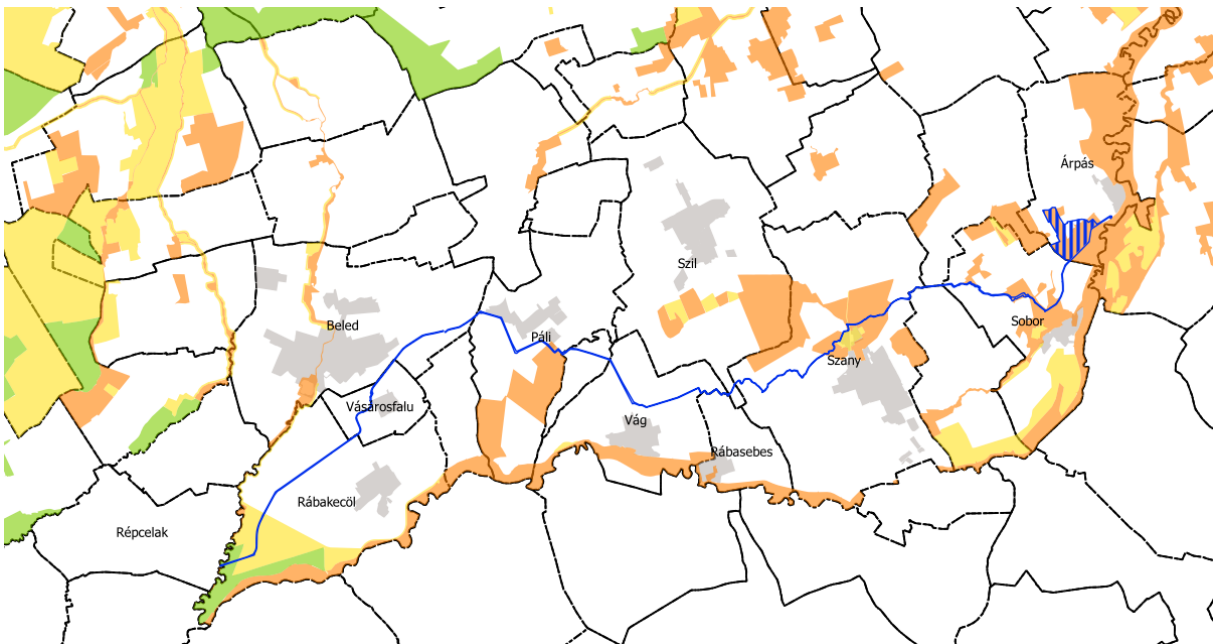 Árpás
Szil
Sobor
Beled
Páli
Szany
Vásárosfalu
Vág
Rábasebes
Rábakecöl
Répcelak